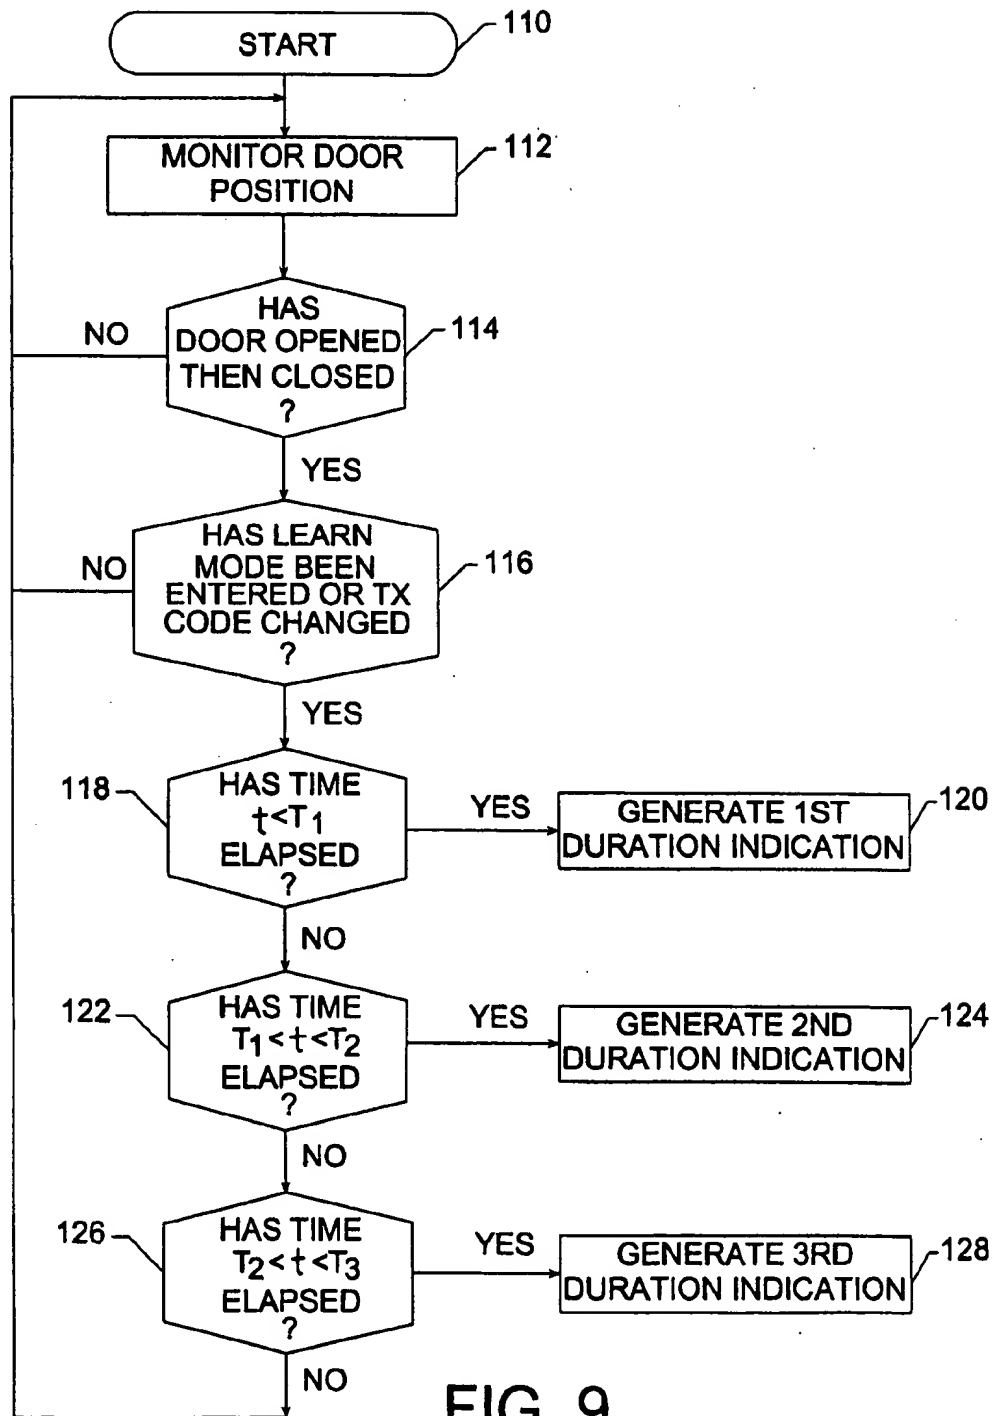 START
110
MONITOR DOOR
POSITION
112
HAS
DOOR OPENED
THEN CLOSED
?
114
NO
YES
HAS LEARN
MODE BEEN
ENTERED OR TX
CODE CHANGED
?
116
NO
YES
118
HAS TIME
t<T1
ELAPSED
?
YES
GENERATE 1ST
DURATION INDICATION
120
NO
122
HAS TIME
T1<t<T2
ELAPSED
?
YES
GENERATE 2ND
DURATION INDICATION
124
NO
126
HAS TIME
T2<t<T3
ELAPSED
?
YES
GENERATE 3RD
DURATION INDICATION
128
NO
FIG. 9